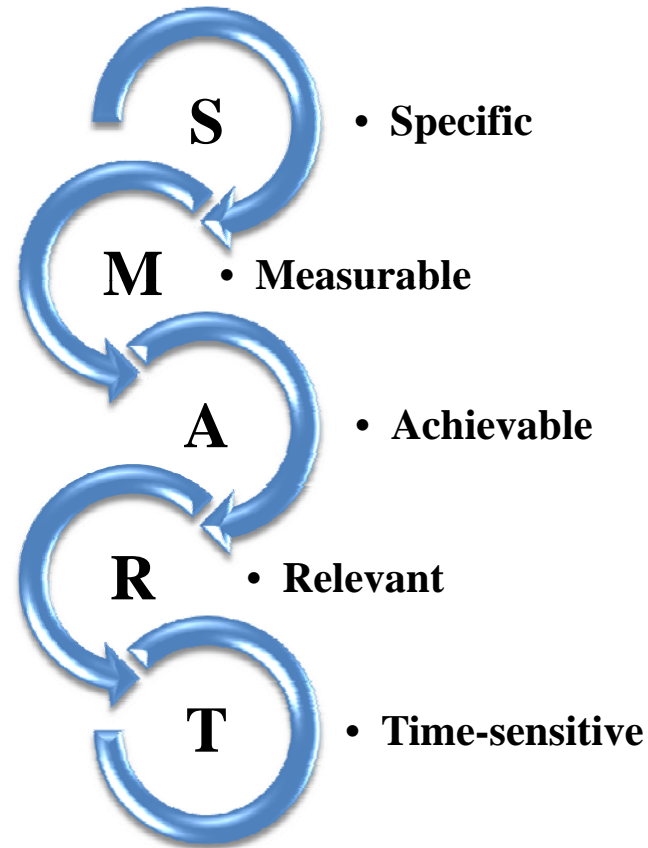 S • Specific
M • Measurable
A • Achievable
R • Relevant
T • Time-sensitive